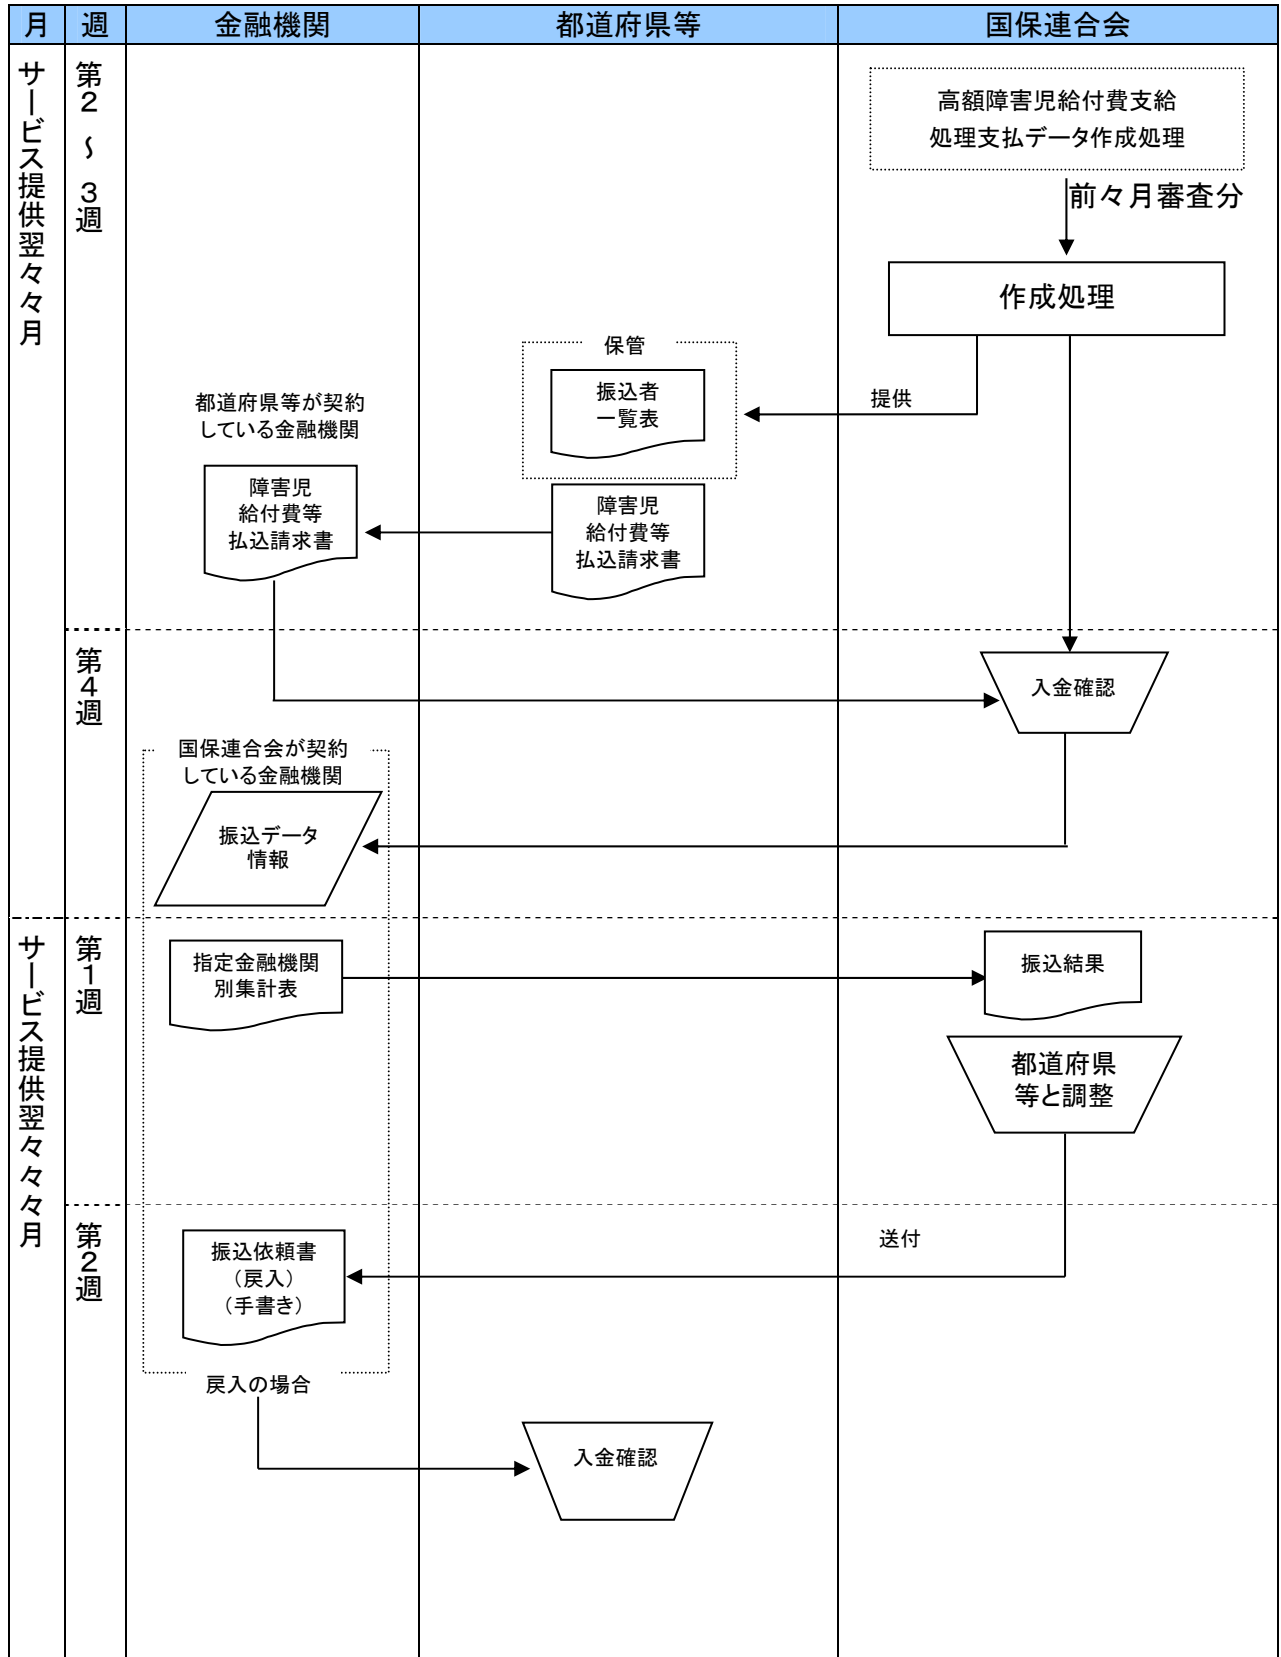 月 週 金融機関 都道府県等 国保連合会
サービス提供翌々月
第2～3週
高額障害児給付費支給
処理支払データ作成処理
前々月審査分
作成処理
保管
振込者
一覧表
提供
都道府県等が契約
している金融機関
障害児
給付費等
払込請求書
障害児
給付費等
払込請求書
第4週
入金確認
国保連合会が契約
している金融機関
振込データ
情報
サービス提供翌々々月
第1週
指定金融機関
別集計表
振込結果
都道府県
等と調整
第2週
送付
振込依頼書
（戻入）
（手書き）
戻入の場合
入金確認